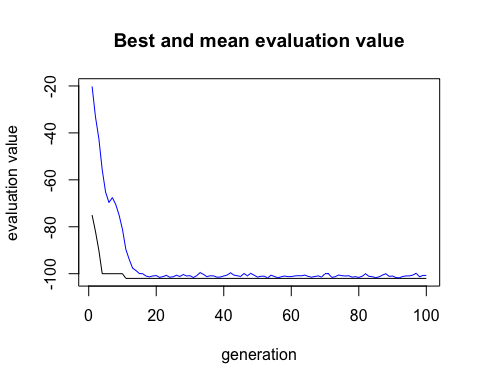 Best and mean evaluation value
evaluation value
-20
-40
-60
-80
-100
0 20 40 60 80 100
generation